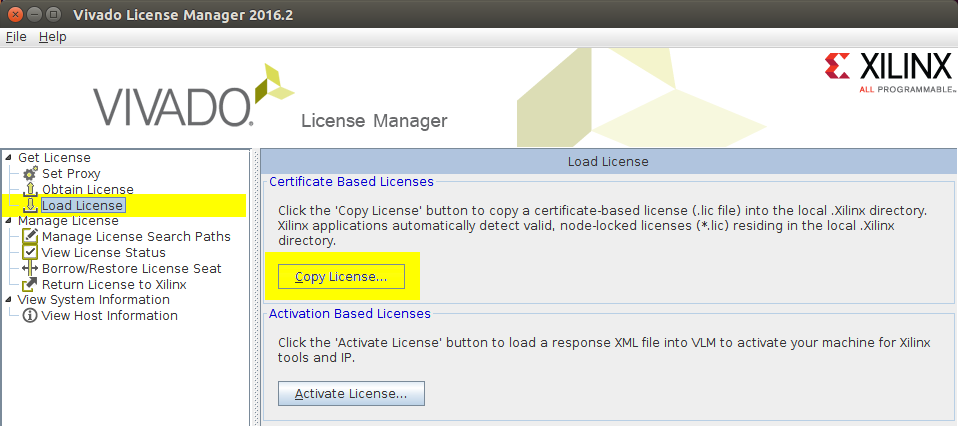 Vivado License Manager 2016.2
File Help
XILINX
ALL PROGRAMMABLE™
VIVADO. License Manager
Get License
Set Proxy
Obtain License
Load License
Manage License
Manage License Search Paths
View License Status
Borrow/Restore License Seat
Return License to Xilinx
View System Information
View Host Information
Load License
Certificate Based Licenses
Click the 'Copy License' button to copy a certificate-based license (.lic file) into the local .Xilinx directory.
Xilinx applications automatically detect valid, node-locked licenses (*.lic) residing in the local .Xilinx
directory.
Copy License...
Activation Based Licenses
Click the 'Activate License' button to load a response XML file into VLM to activate your machine for Xilinx
tools and IP.
Activate License...